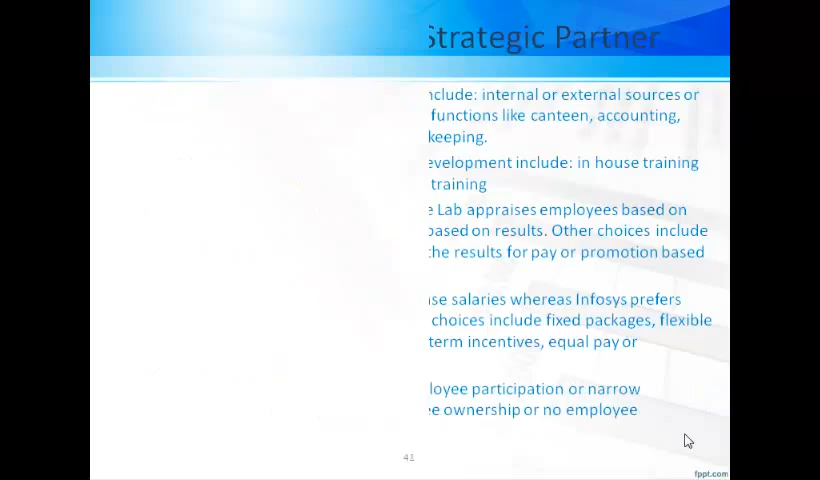 Strategic Partner
include: internal or external sources or
functions like canteen, accounting,
keeping.
evelopment include: in house training
training
e Lab appraises employees based on
based on results. Other choices include
the results for pay or promotion based
se salaries whereas Infosys prefers
choices include fixed packages, flexible
term incentives, equal pay or
loyee participation or narrow
ee ownership or no employee
41
fppt.com